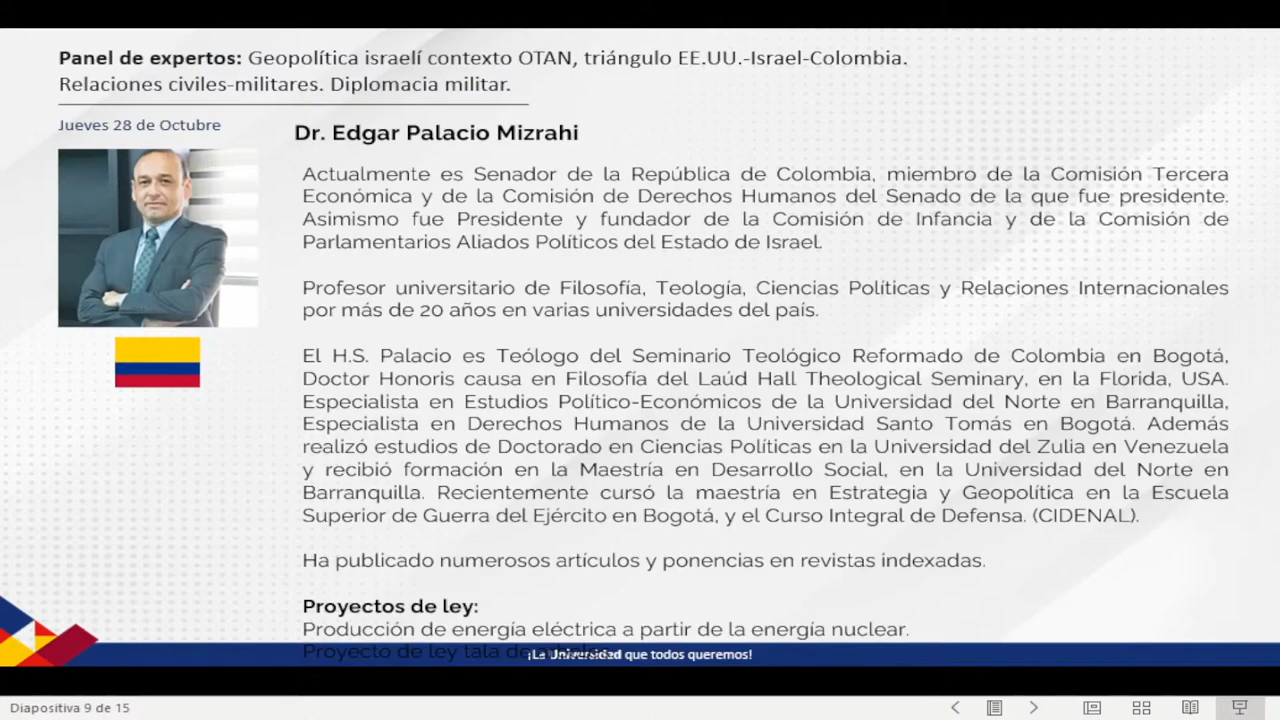 Panel de expertos: Geopolítica israelí contexto OTAN, triángulo EE.UU.-Israel-Colombia.
Relaciones civiles-militares. Diplomacia militar.
Jueves 28 de Octubre
Dr. Edgar Palacio Mizrahi
Actualmente es Senador de la República de Colombia, miembro de la Comisión Tercera
Económica y de la Comisión de Derechos Humanos del Senado de la que fue presidente.
Asimismo fue Presidente y fundador de la Comisión de Infancia y de la Comisión de
Parlamentarios Aliados Políticos del Estado de Israel.
Profesor universitario de Filosofía, Teología, Ciencias Políticas y Relaciones Internacionales
por más de 20 años en varias universidades del país.
El H.S. Palacio es Teólogo del Seminario Teológico Reformado de Colombia en Bogotá,
Doctor Honoris causa en Filosofía del Laúd Hall Theological Seminary, en la Florida, USA.
Especialista en Estudios Político-Económicos de la Universidad del Norte en Barranquilla,
Especialista en Derechos Humanos de la Universidad Santo Tomás en Bogotá. Además
realizó estudios de Doctorado en Ciencias Políticas en la Universidad del Zulia en Venezuela
y recibió formación en la Maestría en Desarrollo Social, en la Universidad del Norte en
Barranquilla. Recientemente cursó la maestría en Estrategia y Geopolítica en la Escuela
Superior de Guerra del Ejército en Bogotá, y el Curso Integral de Defensa. (CIDENAL).
Ha publicado numerosos artículos y ponencias en revistas indexadas.
Proyectos de ley:
Producción de energía eléctrica a partir de la energía nuclear.
Proyecto de ley tala de
¡La Universidad que todos queremos!
Diapositiva 9 de 15